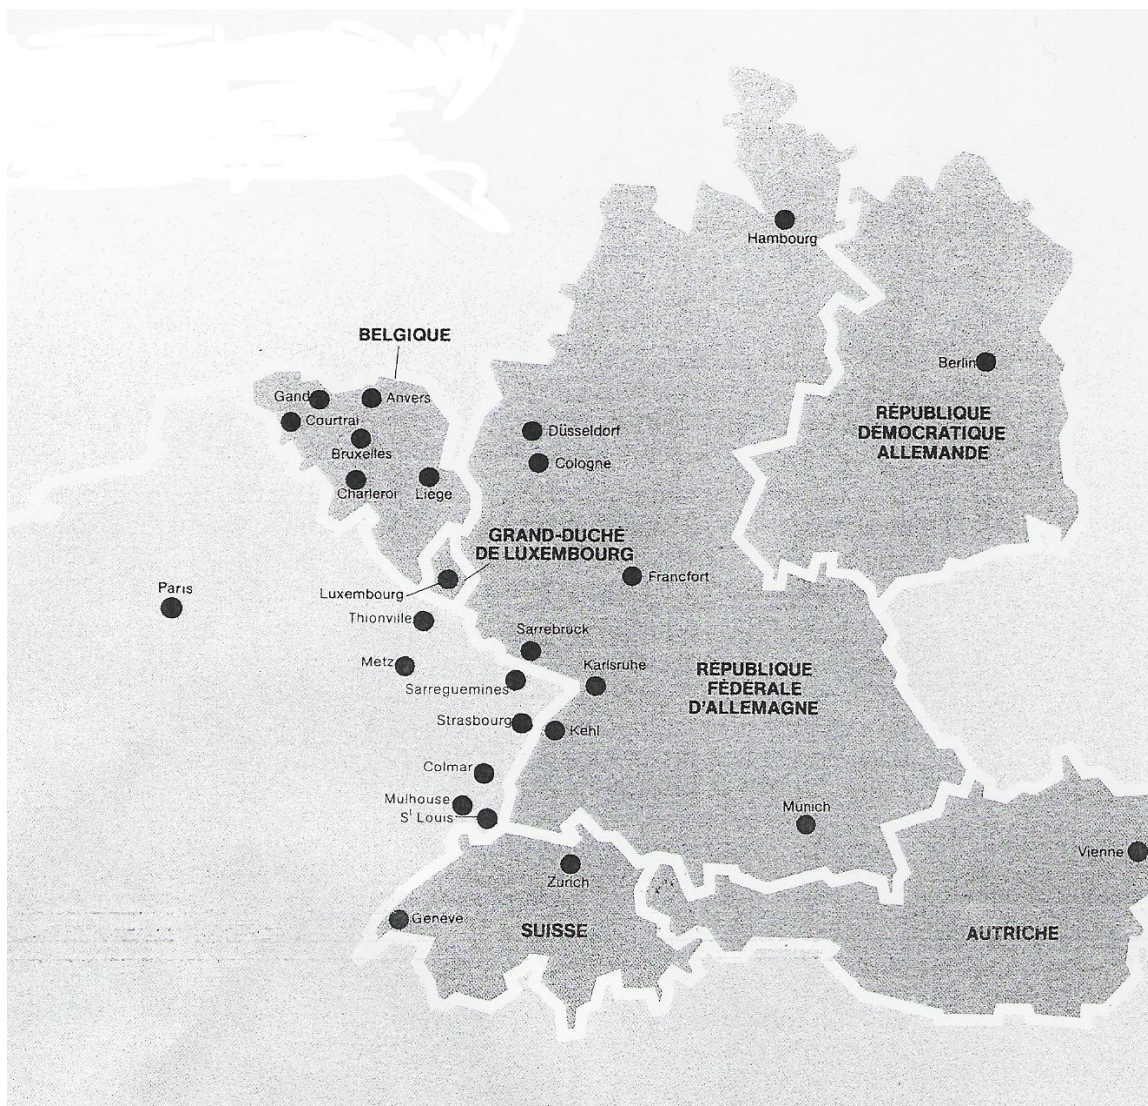 Hambourg
BELGIQUE
Berlin
Gand
Anvers
Courtrai
RÉPUBLIQUE
DÉMOCRATIQUE
ALLEMANDE
Düsseldorf
Bruxelles
Cologne
Charleroi
Liège
GRAND-DUCHÉ
DE LUXEMBOURG
Francfort
Paris
Luxembourg
Thionville
Sarrebruck
Metz
Karlsruhe
RÉPUBLIQUE
FÉDÉRALE
D'ALLEMAGNE
Sarreguemines
Strasbourg
Kehl
Colmar
Mulhouse
St Louis
Munich
Vienne
Zurich
Genève
SUISSE
AUTRICHE